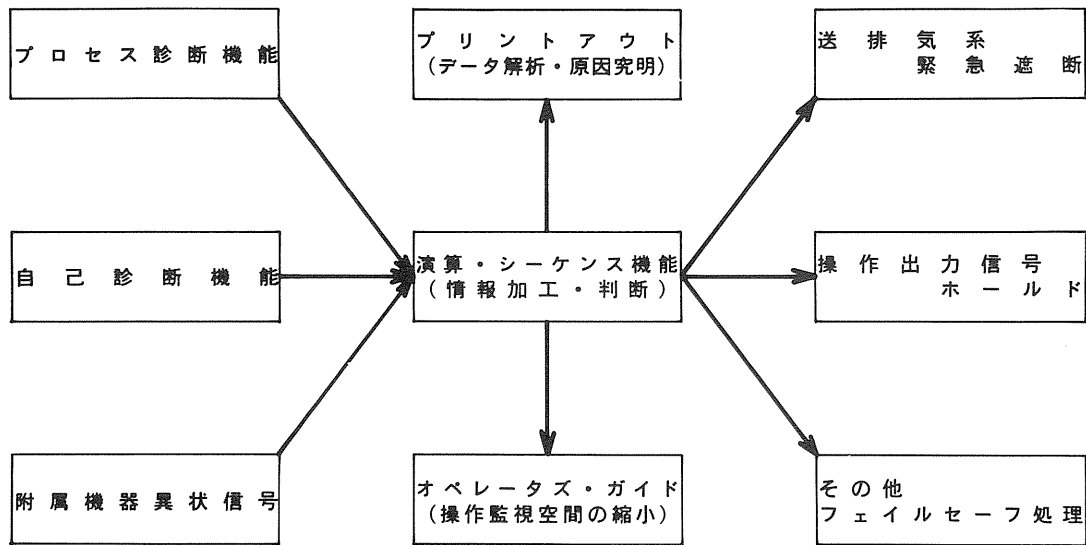 プロセス診断機能
プリントアウト
(データ解析・原因究明)
送排気系
緊急遮断
自己診断機能
演算・シーケンス機能
(情報加工・判断)
操作出力信号
ホールド
附属機器異状信号
オペレータズ・ガイド
(操作監視空間の縮小)
その他
フェイルセーフ処理